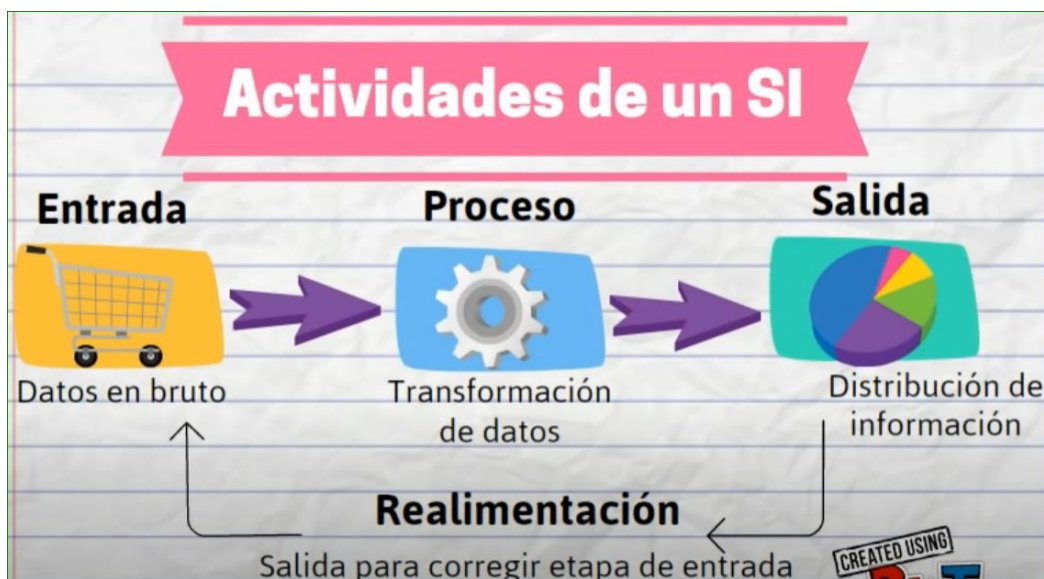 Actividades de un SI
Entrada
Proceso
Salida
Datos en bruto
Transformación
de datos
Distribución de
información
Realimentación
Salida para corregir etapa de entrada
CREATED USING